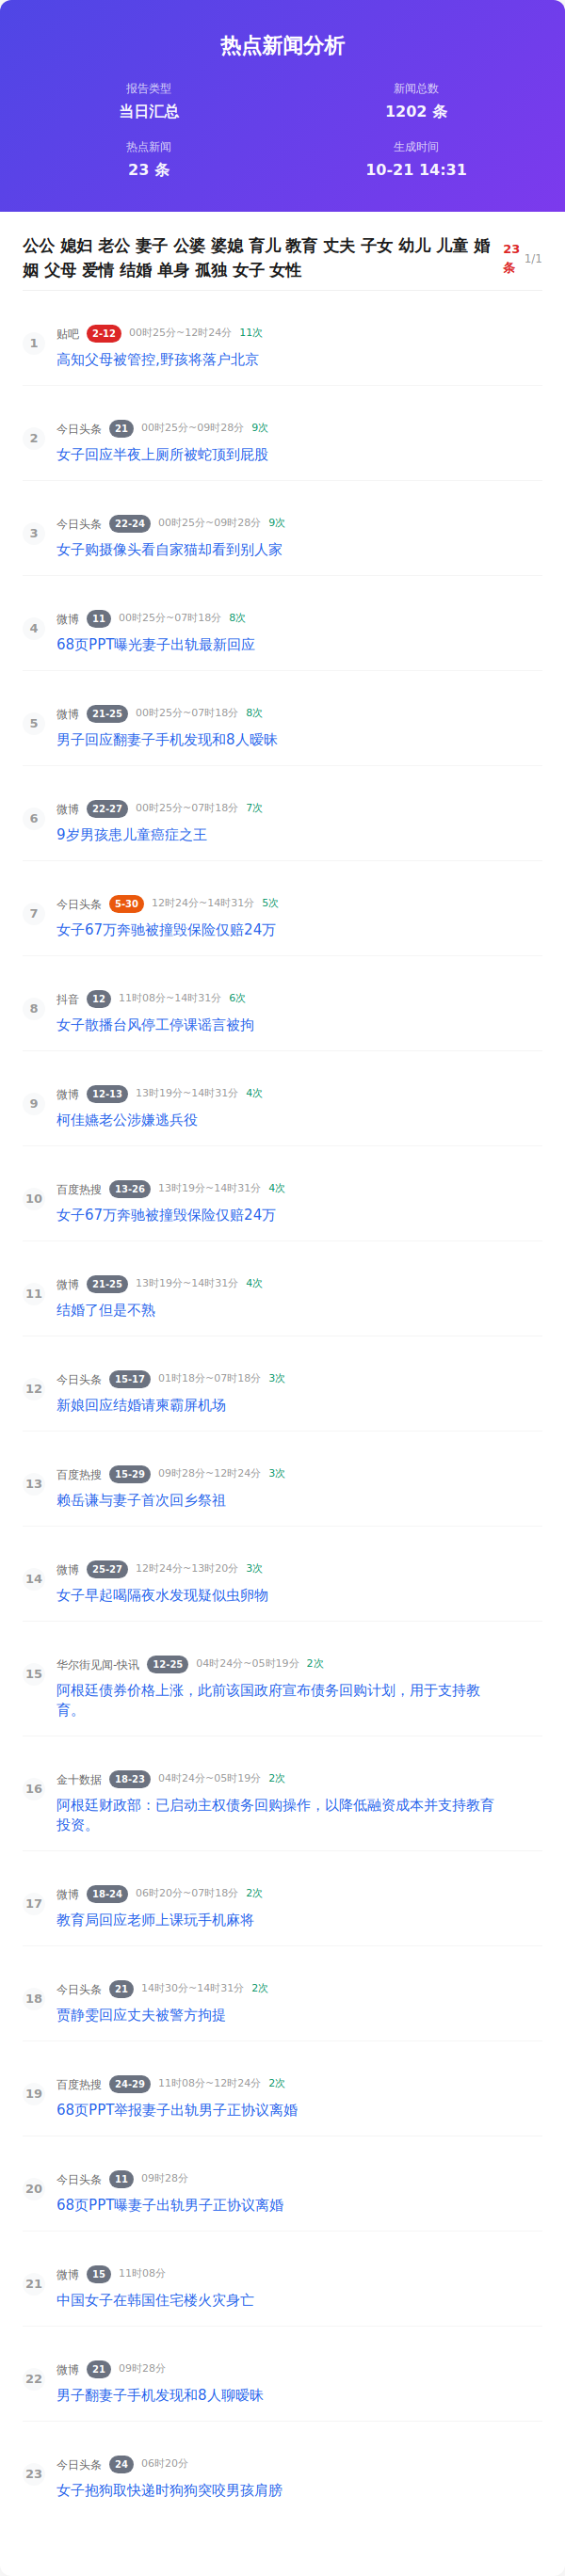 热点新闻分析
报告类型
当日汇总
新闻总数
1202 条
热点新闻
23 条
生成时间
10-21 14:31
公公 媳妇 老公 妻子 公婆 婆媳 育儿 教育 丈夫 子女 幼儿 儿童 婚
姻 父母 爱情 结婚 单身 孤独 女子 女性
23
条
1/1
1
贴吧 2-12 00时25分~12时24分 11次
高知父母被管控,野孩将落户北京
2
今日头条 21 00时25分~09时28分 9次
女子回应半夜上厕所被蛇顶到屁股
3
今日头条 22-24 00时25分~09时28分 9次
女子购摄像头看自家猫却看到别人家
4
微博 11 00时25分~07时18分 8次
68页PPT曝光妻子出轨最新回应
5
微博 21-25 00时25分~07时18分 8次
男子回应翻妻子手机发现和8人暧昧
6
微博 22-27 00时25分~07时18分 7次
9岁男孩患儿童癌症之王
7
今日头条 5-30 12时24分~14时31分 5次
女子67万奔驰被撞毁保险仅赔24万
8
抖音 12 11时08分~14时31分 6次
女子散播台风停工停课谣言被拘
9
微博 12-13 13时19分~14时31分 4次
柯佳嬿老公涉嫌逃兵役
10
百度热搜 13-26 13时19分~14时31分 4次
女子67万奔驰被撞毁保险仅赔24万
11
微博 21-25 13时19分~14时31分 4次
结婚了但是不熟
12
今日头条 15-17 01时18分~07时18分 3次
新娘回应结婚请柬霸屏机场
13
百度热搜 15-29 09时28分~12时24分 3次
赖岳谦与妻子首次回乡祭祖
14
微博 25-27 12时24分~13时20分 3次
女子早起喝隔夜水发现疑似虫卵物
15
华尔街见闻-快讯 12-25 04时24分~05时19分 2次
阿根廷债券价格上涨，此前该国政府宣布债务回购计划，用于支持教
育。
16
金十数据 18-23 04时24分~05时19分 2次
阿根廷财政部：已启动主权债务回购操作，以降低融资成本并支持教育
投资。
17
微博 18-24 06时20分~07时18分 2次
教育局回应老师上课玩手机麻将
18
今日头条 21 14时30分~14时31分 2次
贾静雯回应丈夫被警方拘提
19
百度热搜 24-29 11时08分~12时24分 2次
68页PPT举报妻子出轨男子正协议离婚
20
今日头条 11 09时28分
68页PPT曝妻子出轨男子正协议离婚
21
微博 15 11时08分
中国女子在韩国住宅楼火灾身亡
22
微博 21 09时28分
男子翻妻子手机发现和8人聊暧昧
23
今日头条 24 06时20分
女子抱狗取快递时狗狗突咬男孩肩膀